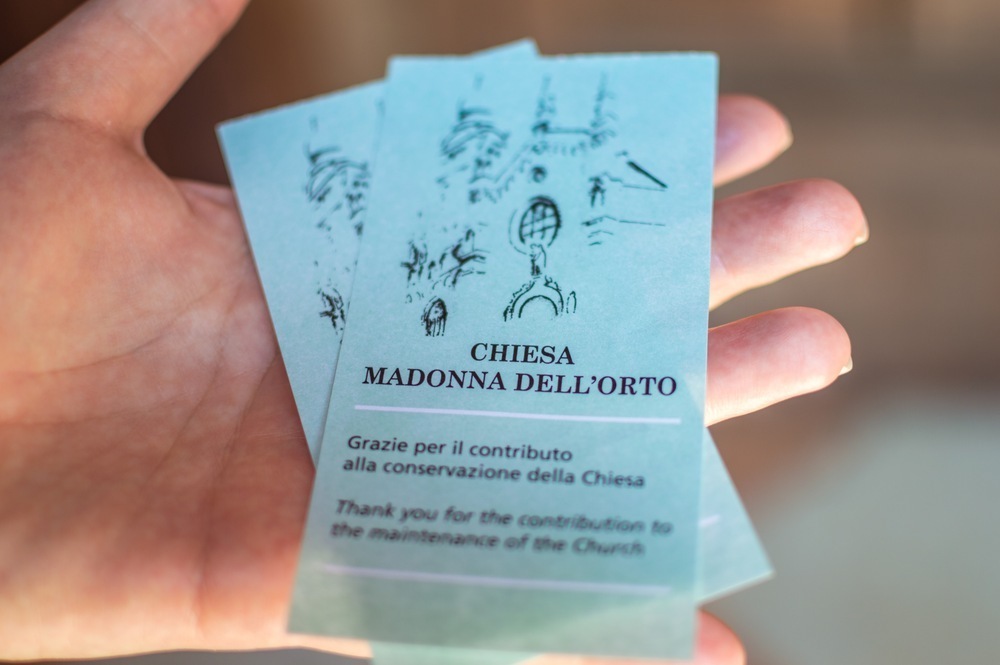 CHIESA
MADONNA DELL'ORTO
Grazie per il contributo
alla conservazione della Chiesa
Thank you for the contribution to
the maintenance of the Church